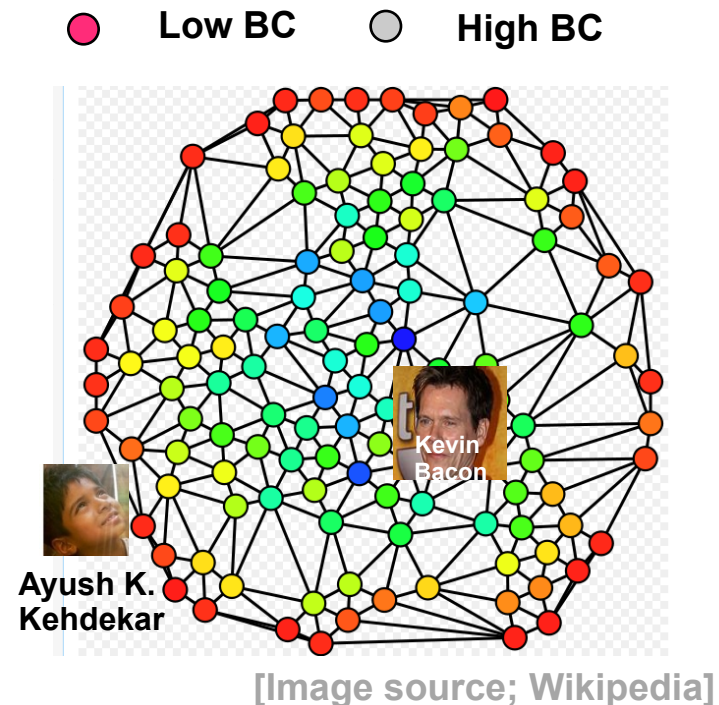 Low BC High BC
Kevin
Bacon
Ayush K.
Kehdekar
[Image source; Wikipedia]